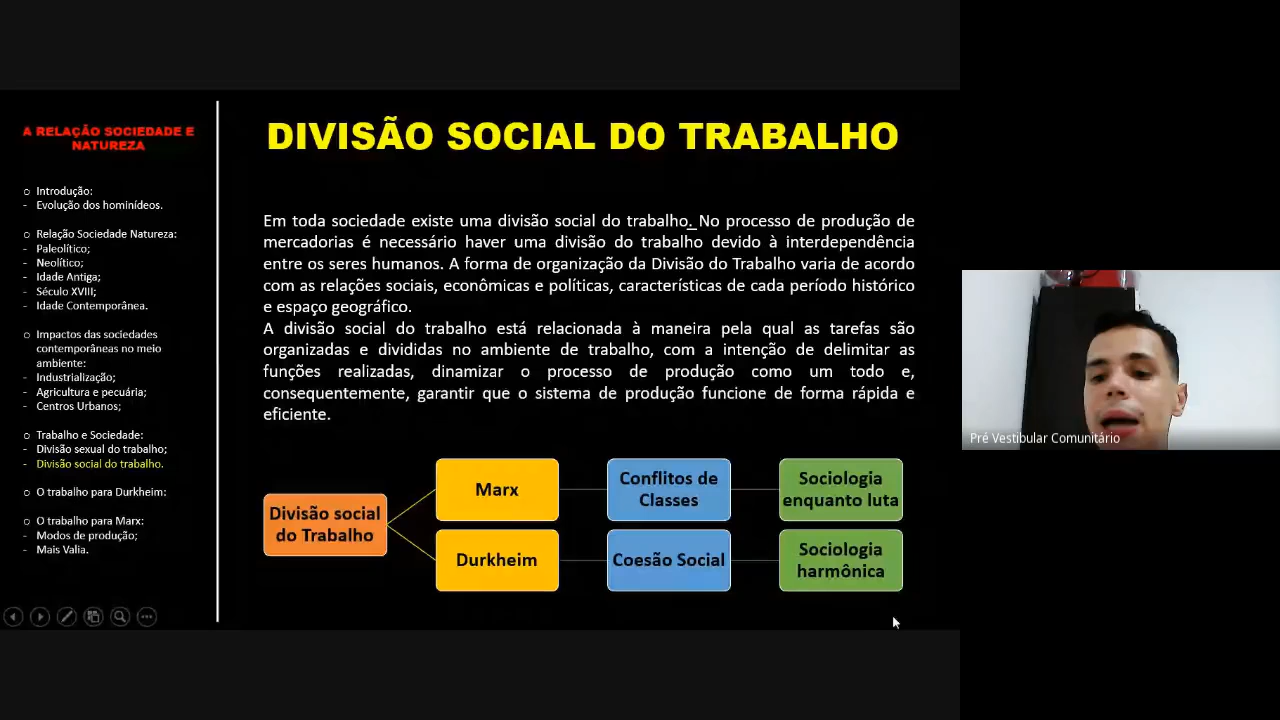 A RELAÇÃO SOCIEDADE E
NATUREZA
o Introdução:
- Evolução dos hominídeos.
o Relação Sociedade Natureza:
- Paleolítico;
- Neolítico;
- Idade Antiga;
- Século XVIII;
- Idade Contemporânea.
o Impactos das sociedades
contemporâneas no meio
ambiente:
- Industrialização;
- Agricultura e pecuária;
- Centros Urbanos;
o Trabalho e Sociedade:
- Divisão sexual do trabalho;
- Divisão social do trabalho.
o O trabalho para Durkheim:
o O trabalho para Marx:
- Modos de produção;
- Mais Valia.
DIVISÃO SOCIAL DO TRABALHO
Em toda sociedade existe uma divisão social do trabalho. No processo de produção de
mercadorias é necessário haver uma divisão do trabalho devido à interdependência
entre os seres humanos. A forma de organização da Divisão do Trabalho varia de acordo
com as relações sociais, econômicas e políticas, características de cada período histórico
e espaço geográfico.
A divisão social do trabalho está relacionada à maneira pela qual as tarefas são
organizadas e divididas no ambiente de trabalho, com a intenção de delimitar as
funções realizadas, dinamizar o processo de produção como um todo e,
consequentemente, garantir que o sistema de produção funcione de forma rápida e
eficiente.
Divisão social
do Trabalho
Marx
Conflitos de
Classes
Sociologia
enquanto luta
Durkheim
Coesão Social
Sociologia
harmônica
Pré Vestibular Comunitário